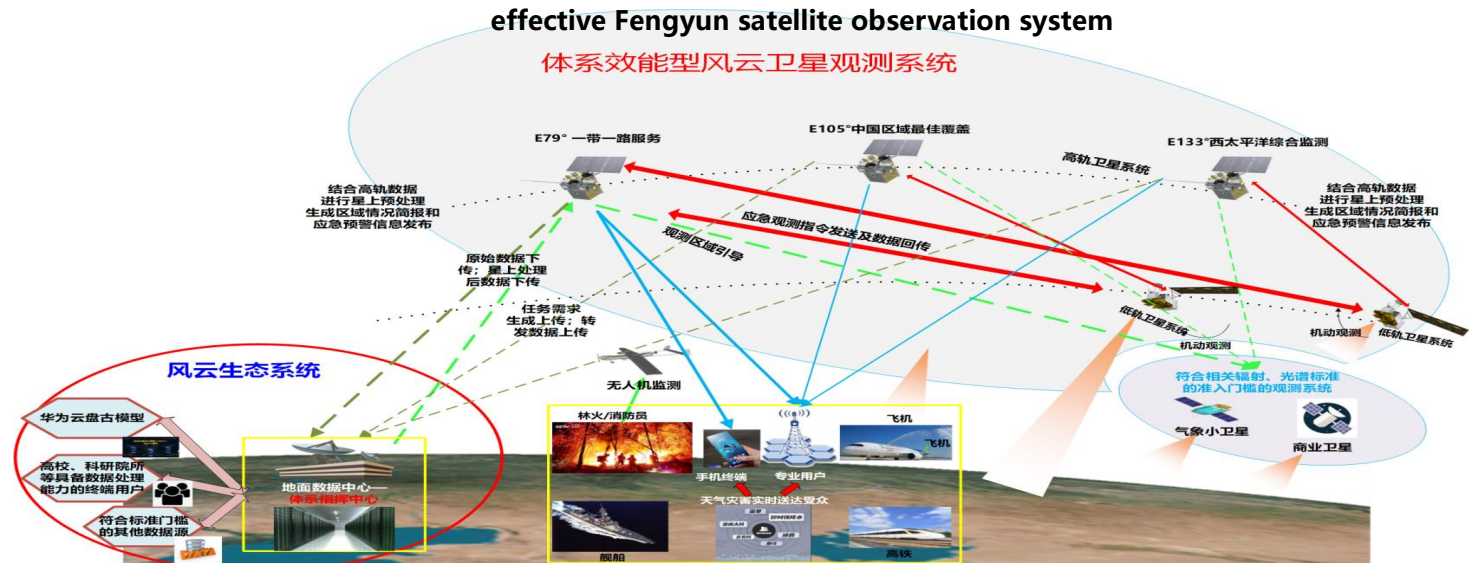 effective Fengyun satellite observation system
体系效能型风云卫星观测系统
E79° 一带一路服务
E105°中国区域最佳覆盖
E133°西太平洋综合监测
高轨卫星系统
结合高轨数据
进行星上预处理
生成区域情况简报和
应急预警信息发布
结合高轨数据
进行星上预处理
生成区域情况简报和
应急预警信息发布
应急观测指令发送及数据回传
观测区域引导
原始数据下
传；星上处理
后数据下传
任务需求
生成上传；转
发数据上传
低轨卫星系统
机动观测
机动观测
低轨卫星系统
风云生态系统
华为云盘古模型
高校、科研院所
等具备数据处理
能力的终端用户
符合标准门槛
的其他数据源
DATA
地面数据中心—
体系指挥中心
无人机监测
林火/消防员
飞机
飞机
手机终端
专业用户
天气灾害实时送达受众
舰船
高铁
符合相关辐射、光谱标准
的准入门槛的观测系统
气象小卫星
商业卫星